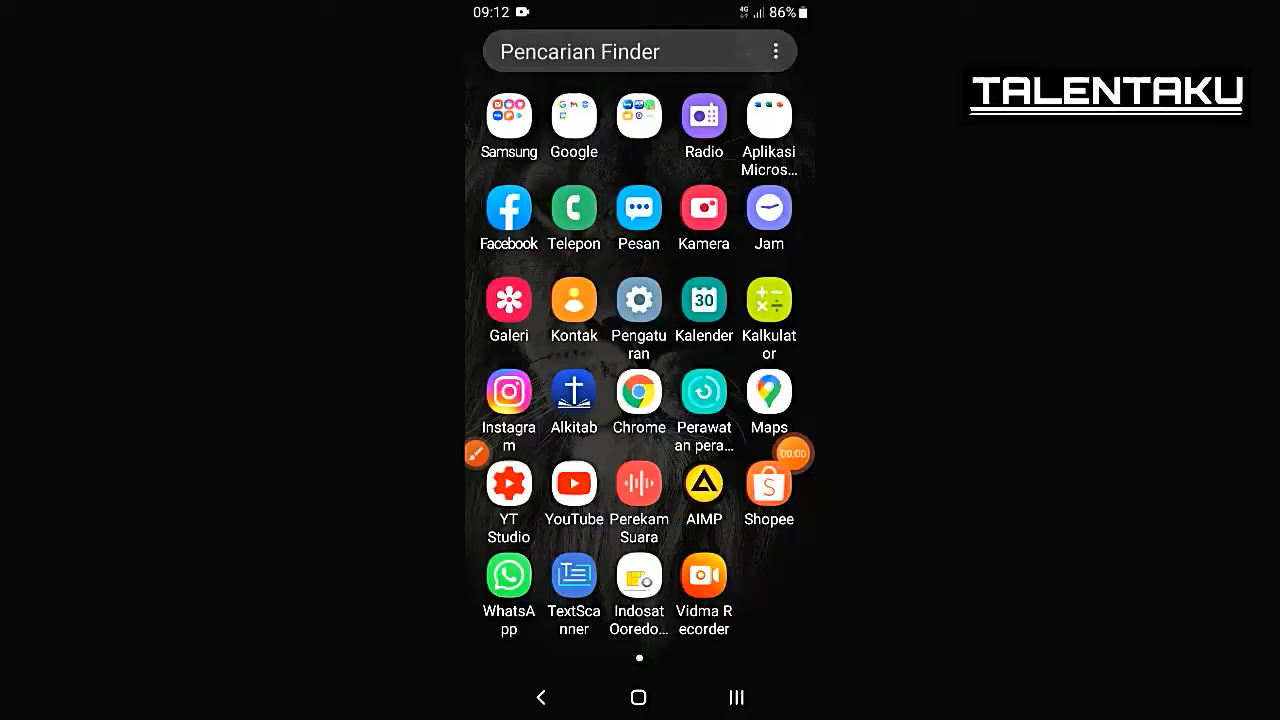 09:12
4G 86%
Pencarian Finder
TALENTAKU
Samsung Google Radio Aplikasi
Micros...
Facebook Telepon Pesan Kamera Jam
30
Galeri Kontak Pengatu Kalender Kalkulat
ran or
Instagra Alkitab Chrome Perawat Maps
m an pera...
00:00
S
YT YouTube Perekam AIMP Shopee
Studio Suara
WhatsA TextSca Indosat Vidma R
pp nner Ooredo... ecorder